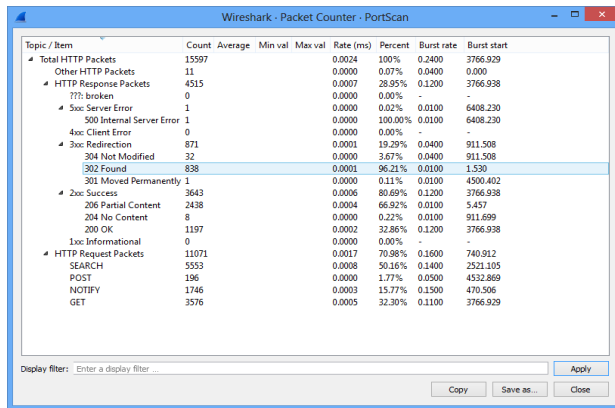 Wireshark · Packet Counter · PortScan
Topic / Item Count Average Min val Max val Rate (ms) Percent Burst rate Burst start
Total HTTP Packets 15597 0.0024 100% 0.2400 3766.929
Other HTTP Packets 11 0.0000 0.07% 0.0400 0.000
HTTP Response Packets 4515 0.0007 28.95% 0.1200 3766.938
???: broken 0 0.0000 0.00% - -
5xx: Server Error 1 0.0000 0.02% 0.0100 6408.230
500 Internal Server Error 1 0.0000 100.00% 0.0100 6408.230
4xx: Client Error 0 0.0000 0.00% - -
3xx: Redirection 871 0.0001 19.29% 0.0400 911.508
304 Not Modified 32 0.0000 3.67% 0.0400 911.508
302 Found 838 0.0001 96.21% 0.0100 1.530
301 Moved Permanently 1 0.0000 0.11% 0.0100 4500.402
2xx: Success 3643 0.0006 80.69% 0.1200 3766.938
206 Partial Content 2438 0.0004 66.92% 0.0100 5.457
204 No Content 8 0.0000 0.22% 0.0100 911.699
200 OK 1197 0.0002 32.86% 0.1200 3766.938
1xx: Informational 0 0.0000 0.00% - -
HTTP Request Packets 11071 0.0017 70.98% 0.1600 740.912
SEARCH 5553 0.0008 50.16% 0.1400 2521.105
POST 196 0.0000 1.77% 0.0500 4532.869
NOTIFY 1746 0.0003 15.77% 0.1500 470.506
GET 3576 0.0005 32.30% 0.1100 3766.929
Display filter: Enter a display filter ... Apply
Copy Save as... Close